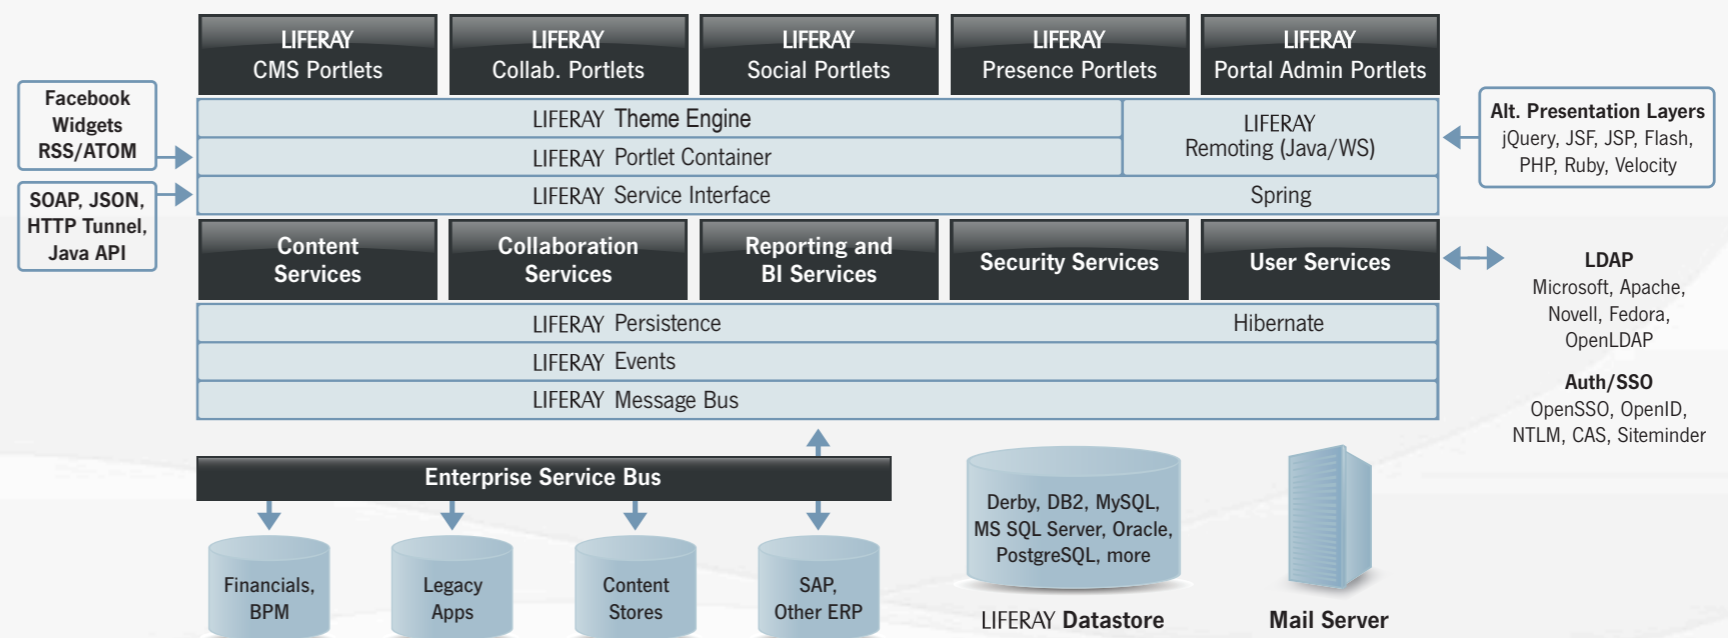 LIFERAY
CMS Portlets
LIFERAY
Collab. Portlets
LIFERAY
Social Portlets
LIFERAY
Presence Portlets
LIFERAY
Portal Admin Portlets
Facebook
Widgets
RSS/ATOM
SOAP, JSON,
HTTP Tunnel,
Java API
LIFERAY Theme Engine
LIFERAY Portlet Container
LIFERAY
Remoting (Java/WS)
LIFERAY Service Interface
Spring
Alt. Presentation Layers
jQuery, JSF, JSP, Flash,
PHP, Ruby, Velocity
Content
Services
Collaboration
Services
Reporting and
BI Services
Security Services
User Services
LDAP
Microsoft, Apache,
Novell, Fedora,
OpenLDAP
Auth/SSO
OpenSSO, OpenID,
NTLM, CAS, Siteminder
LIFERAY Persistence
Hibernate
LIFERAY Events
LIFERAY Message Bus
Enterprise Service Bus
Financials,
BPM
Legacy
Apps
Content
Stores
SAP,
Other ERP
Derby, DB2, MySQL,
MS SQL Server, Oracle,
PostgreSQL, more
LIFERAY Datastore
Mail Server